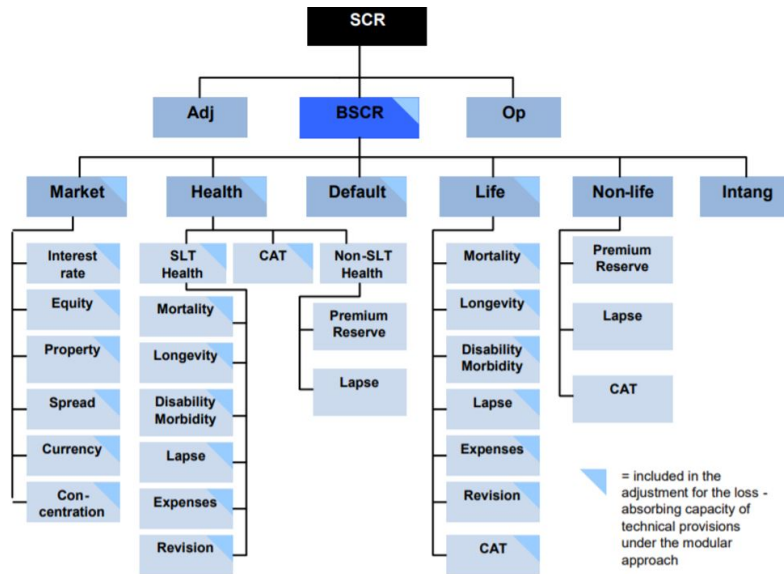 SCR
Adj
BSCR
Op
Market
Health
Default
Life
Non-life
Intang
Interest
rate
Equity
Property
Spread
Currency
Con-
centration
SLT
Health
CAT
Non-SLT
Health
Mortality
Longevity
Disability
Morbidity
Lapse
Expenses
Revision
Premium
Reserve
Lapse
Mortality
Longevity
Disability
Morbidity
Lapse
Expenses
Revision
CAT
Premium
Reserve
Lapse
CAT
= included in the
adjustment for the loss -
absorbing capacity of
technical provisions
under the modular
approach